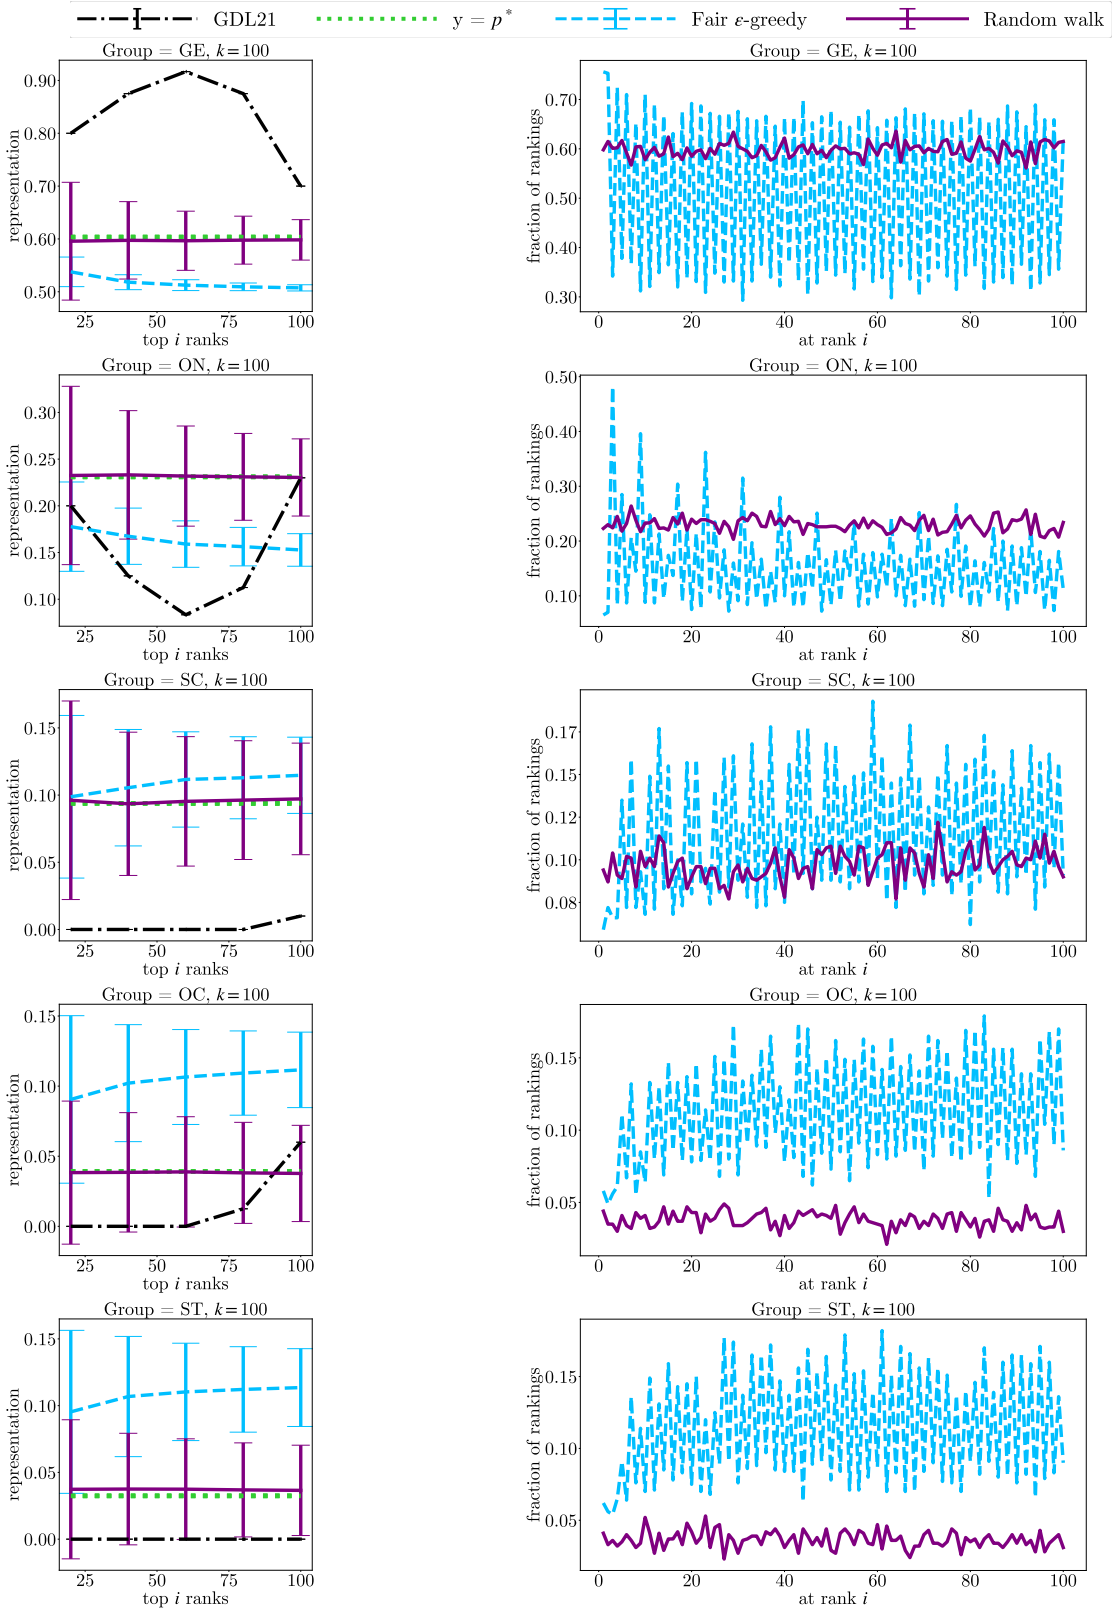 GDL21 y = p* Fair ε-greedy Random walk
Group = GE, k = 100
representation
0.90
0.80
0.70
0.60
0.50
25 50 75 100
top i ranks
Group = GE, k = 100
fraction of rankings
0.70
0.60
0.50
0.40
0.30
0 20 40 60 80 100
at rank i
Group = ON, k = 100
representation
0.30
0.25
0.20
0.15
0.10
25 50 75 100
top i ranks
Group = ON, k = 100
fraction of rankings
0.50
0.40
0.30
0.20
0.10
0 20 40 60 80 100
at rank i
Group = SC, k = 100
representation
0.15
0.10
0.05
0.00
25 50 75 100
top i ranks
Group = SC, k = 100
fraction of rankings
0.17
0.15
0.12
0.10
0.08
0 20 40 60 80 100
at rank i
Group = OC, k = 100
representation
0.15
0.10
0.05
0.00
25 50 75 100
top i ranks
Group = OC, k = 100
fraction of rankings
0.15
0.10
0.05
0 20 40 60 80 100
at rank i
Group = ST, k = 100
representation
0.15
0.10
0.05
0.00
25 50 75 100
top i ranks
Group = ST, k = 100
fraction of rankings
0.15
0.10
0.05
0 20 40 60 80 100
at rank i